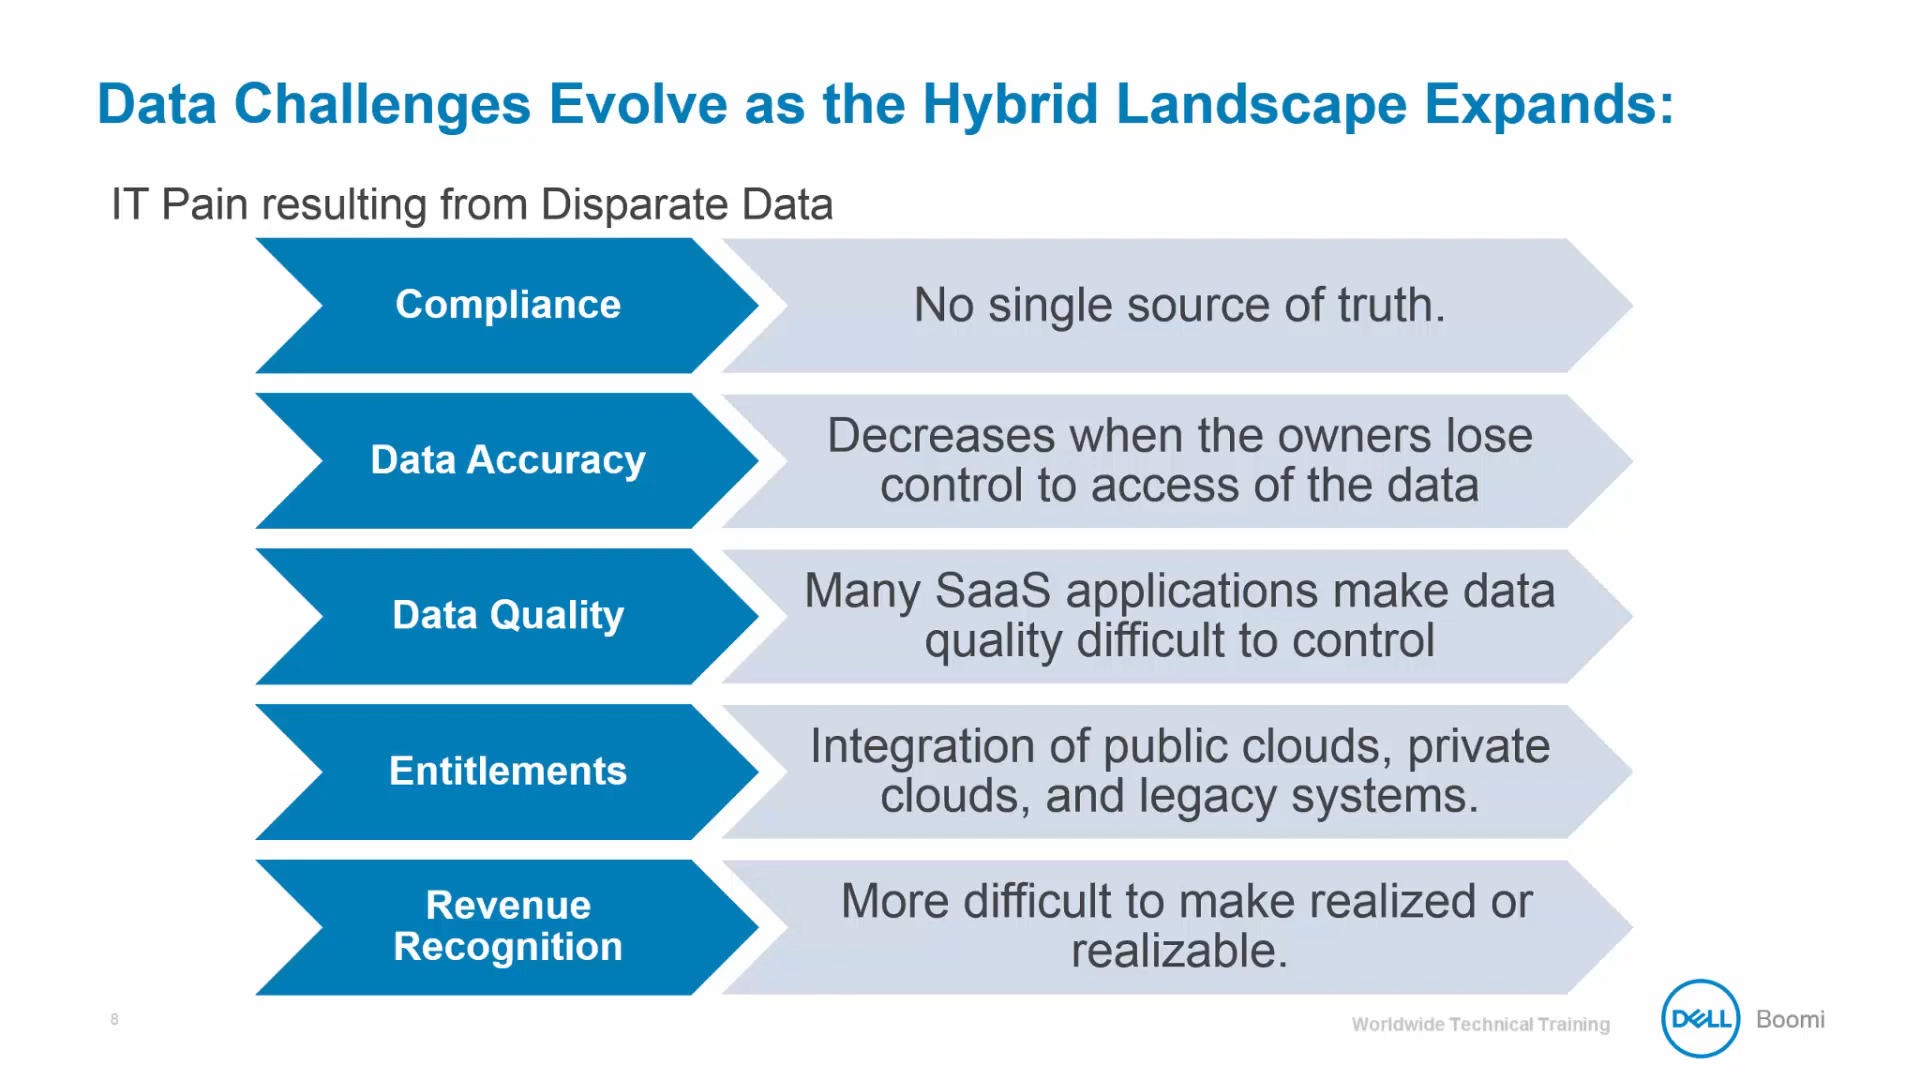 Data Challenges Evolve as the Hybrid Landscape Expands:
IT Pain resulting from Disparate Data
Compliance
No single source of truth.
Data Accuracy
Decreases when the owners lose
control to access of the data
Data Quality
Many SaaS applications make data
quality difficult to control
Entitlements
Integration of public clouds, private
clouds, and legacy systems.
Revenue
Recognition
More difficult to make realized or
realizable.
8
Worldwide Technical Training
DELL Boomi